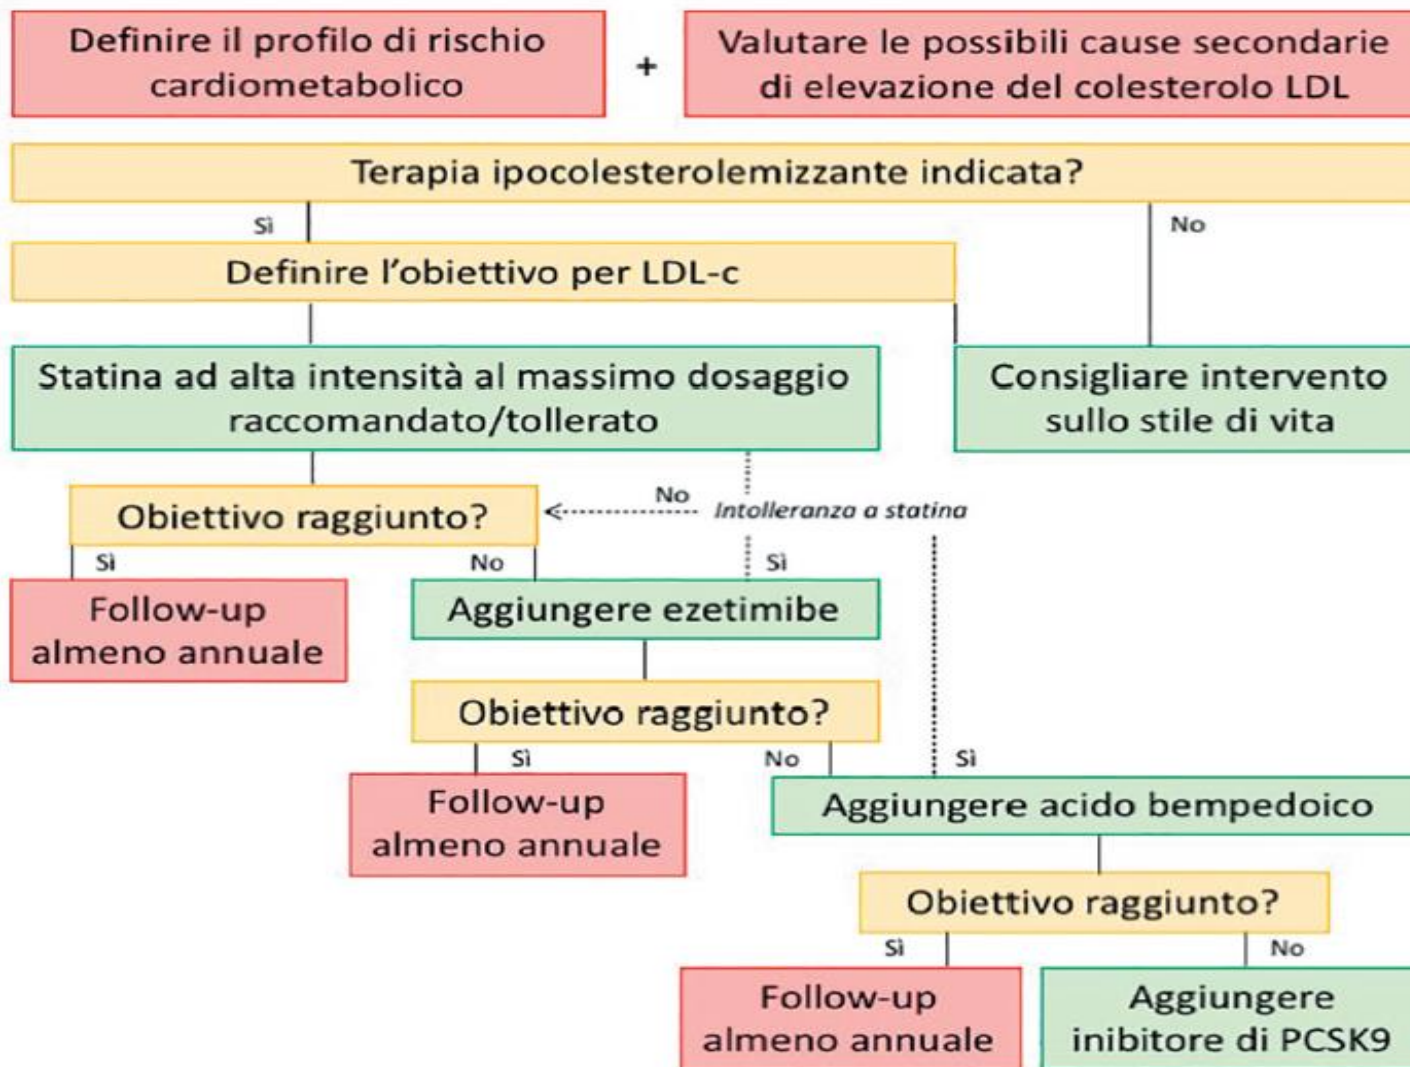 Definire il profilo di rischio
cardiometabolico
+
Valutare le possibili cause secondarie
di elevazione del colesterolo LDL
Terapia ipocolesterolemizzante indicata?
Sì
No
Definire l'obiettivo per LDL-c
Statina ad alta intensità al massimo dosaggio
raccomandato/tollerato
Consigliare intervento
sullo stile di vita
Obiettivo raggiunto?
No
Intolleranza a statina
Sì
No
Sì
Follow-up
almeno annuale
Aggiungere ezetimibe
Obiettivo raggiunto?
Sì
No
Sì
Follow-up
almeno annuale
Aggiungere acido bempedoico
Obiettivo raggiunto?
Sì
No
Follow-up
almeno annuale
Aggiungere
inibitore di PCSK9